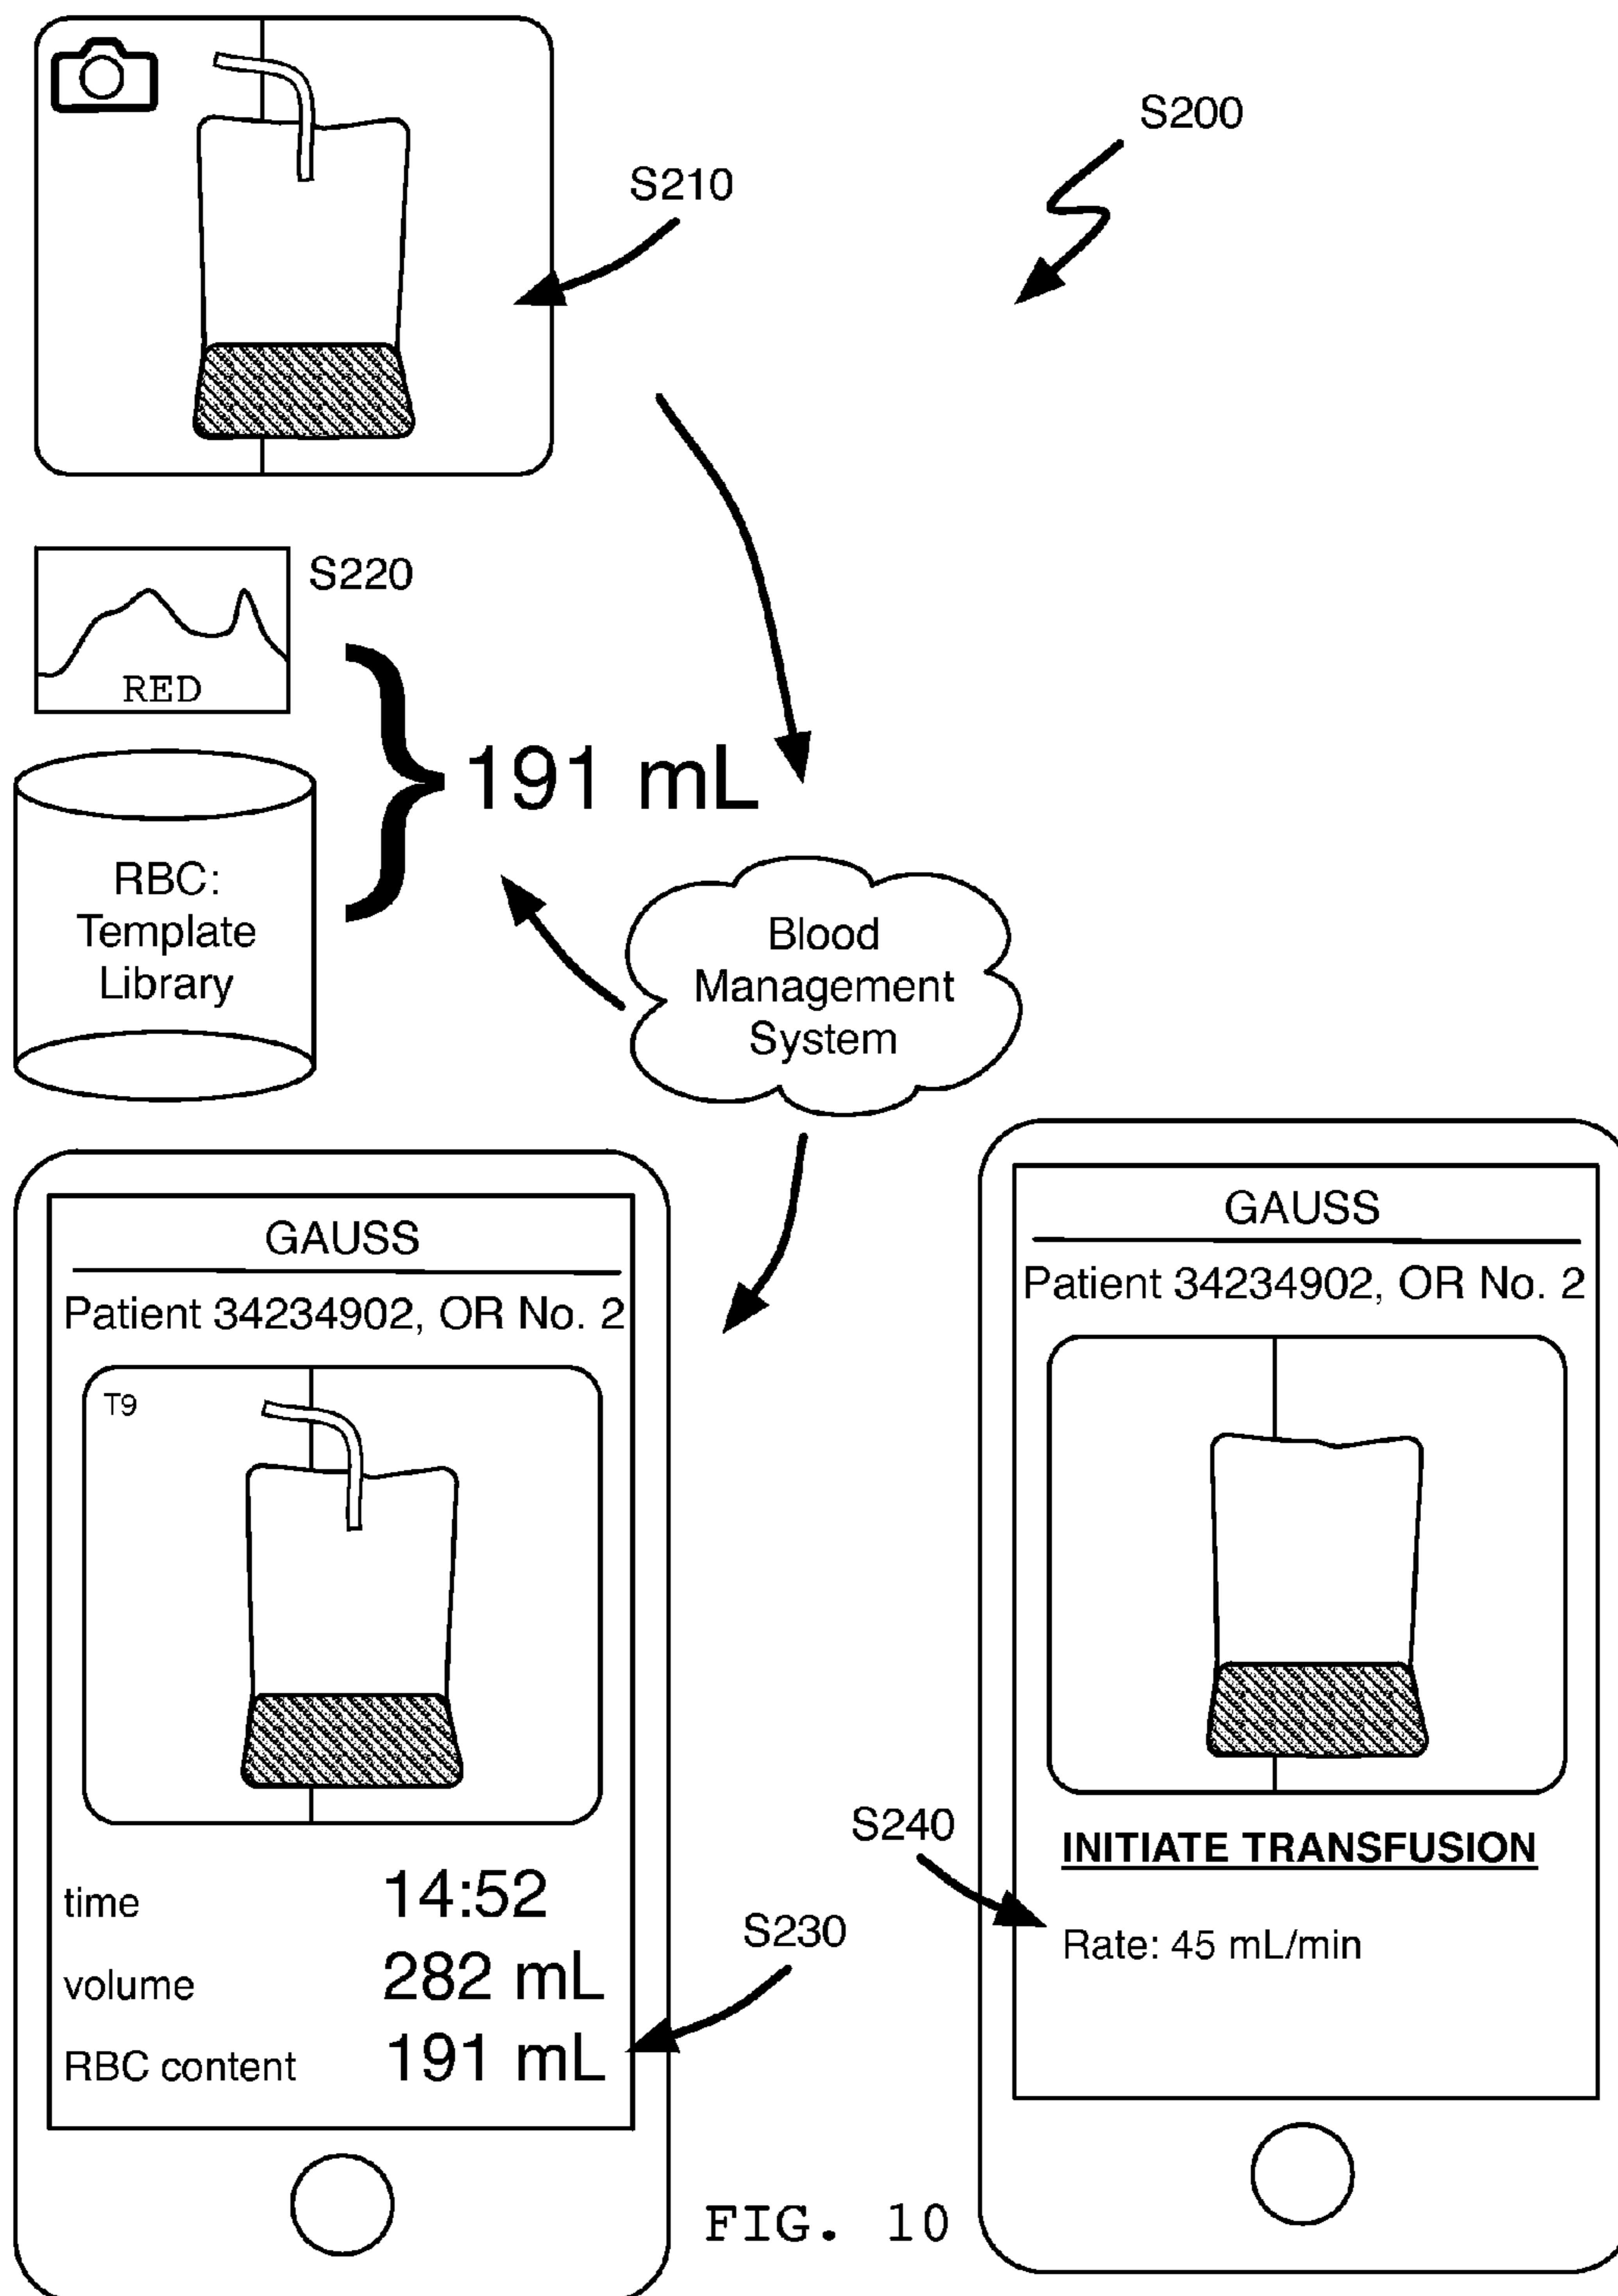 S200
S210
S220
RED
191 mL
RBC:
Template
Library
Blood
Management
System
GAUSS
Patient 34234902, OR No. 2
T9
time 14:52
volume 282 mL
RBC content 191 mL
S230
GAUSS
Patient 34234902, OR No. 2
S240
INITIATE TRANSFUSION
Rate: 45 mL/min
FIG. 10